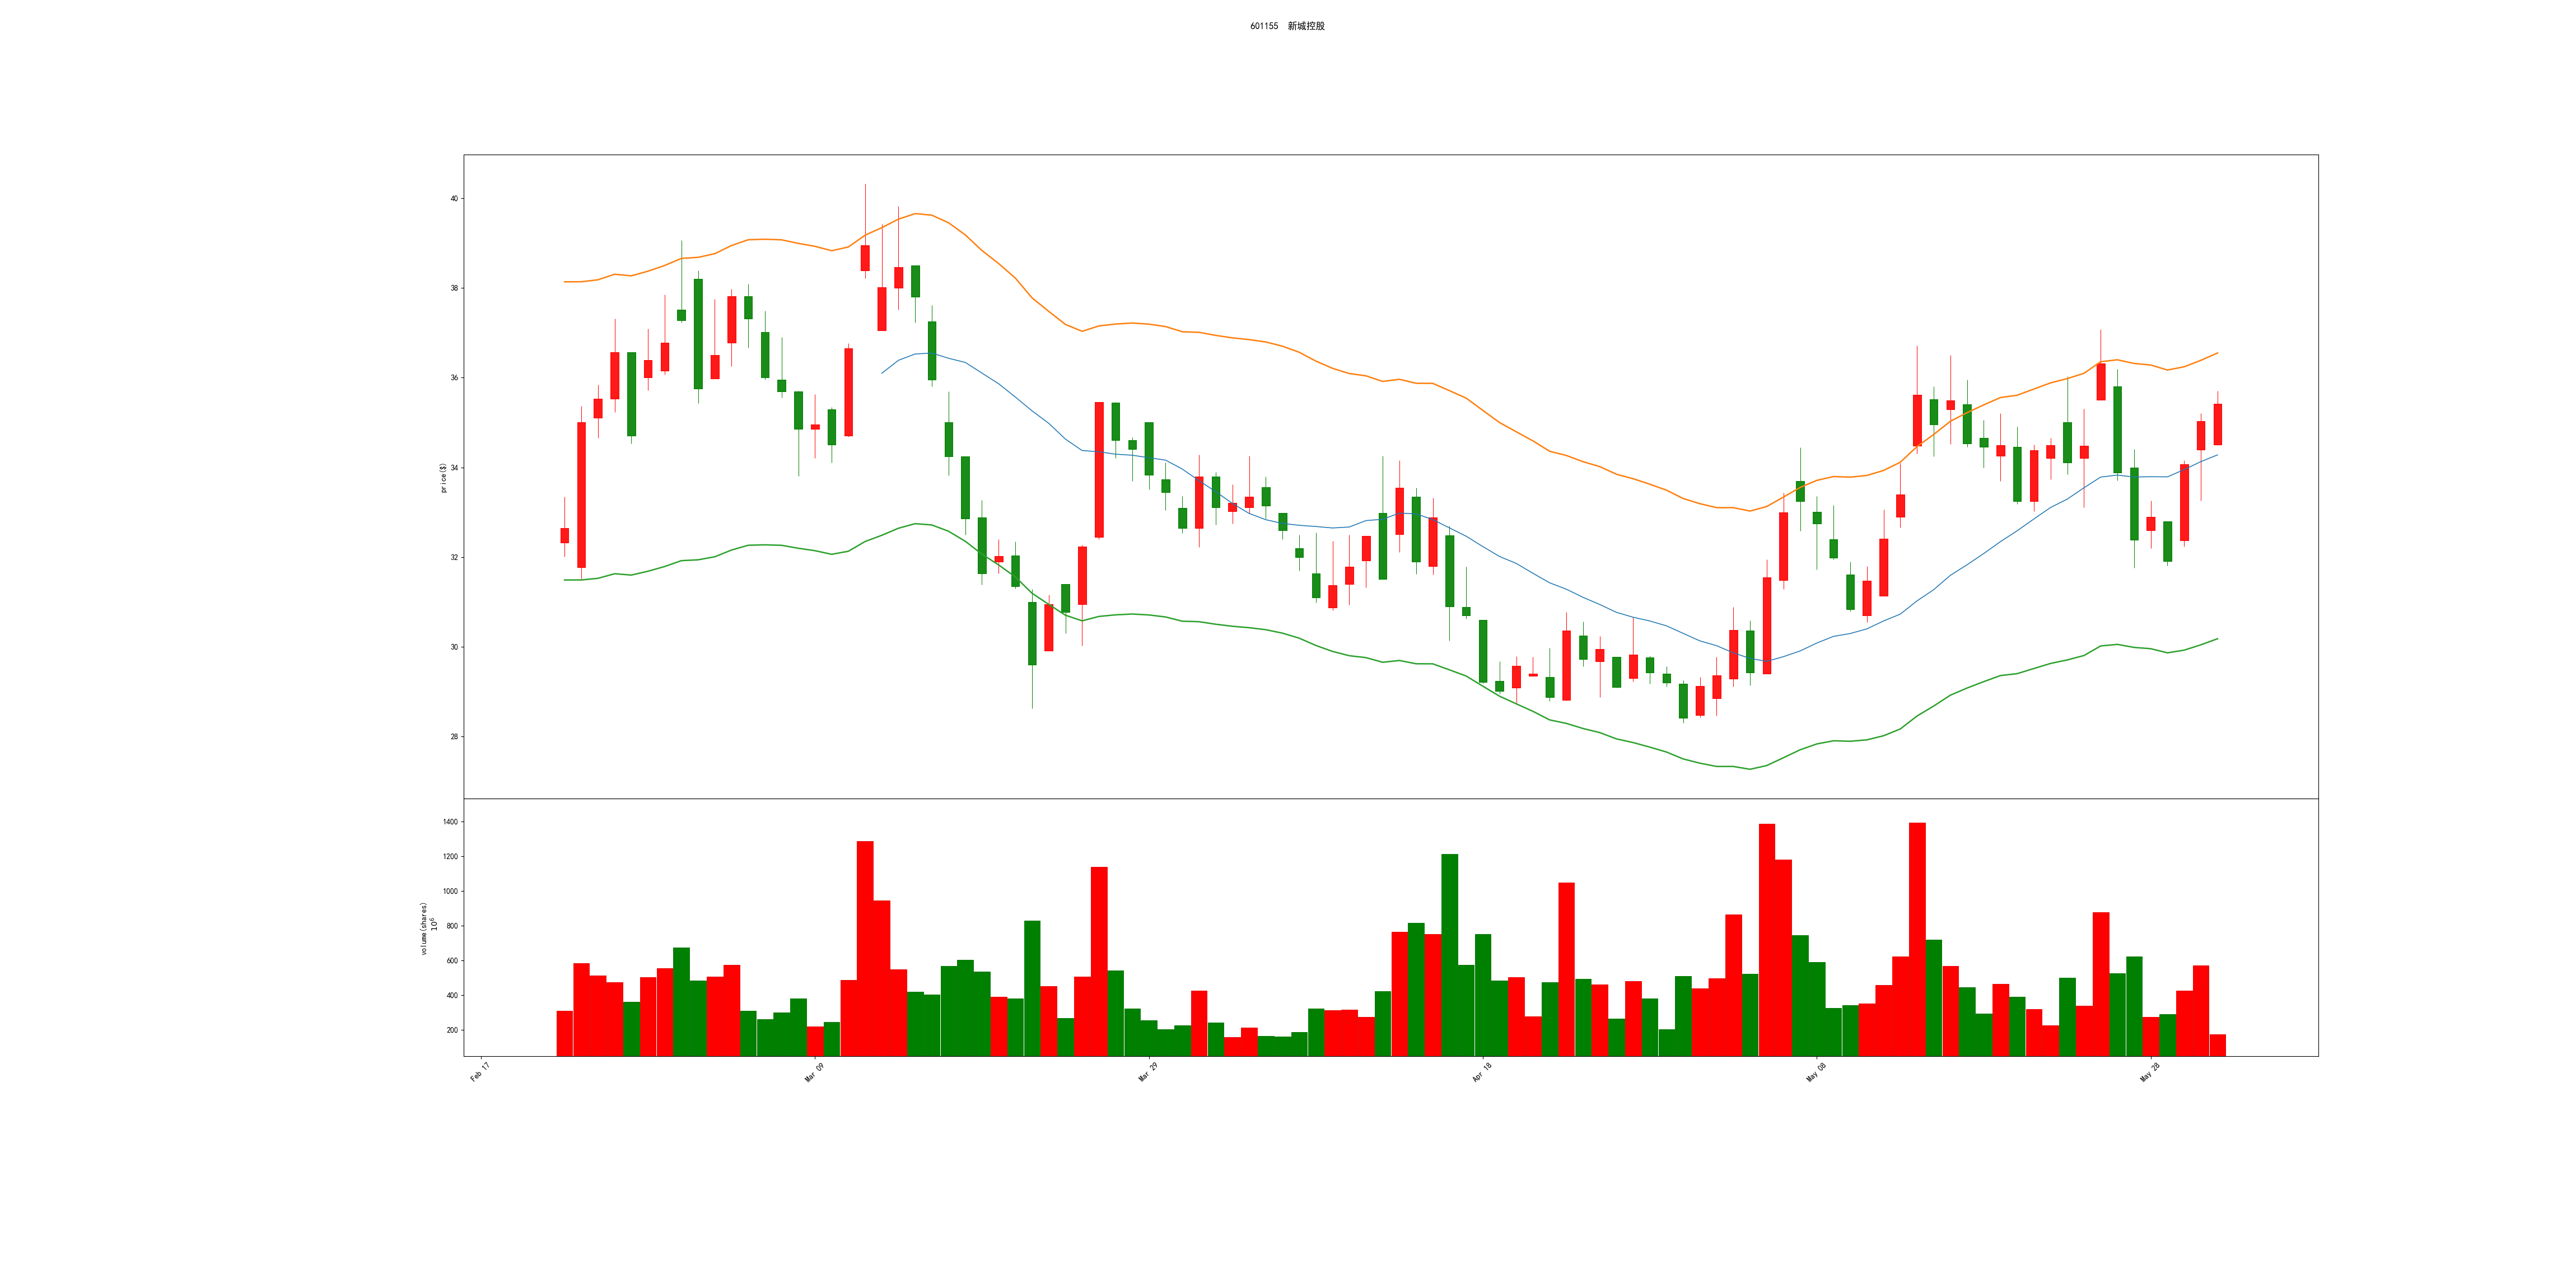 601155  新城控股
price($)
40
38
36
34
32
30
28
volume(shares)
10^6
1400
1200
1000
800
600
400
200
Feb 17
Mar 09
Mar 29
Apr 18
May 08
May 28